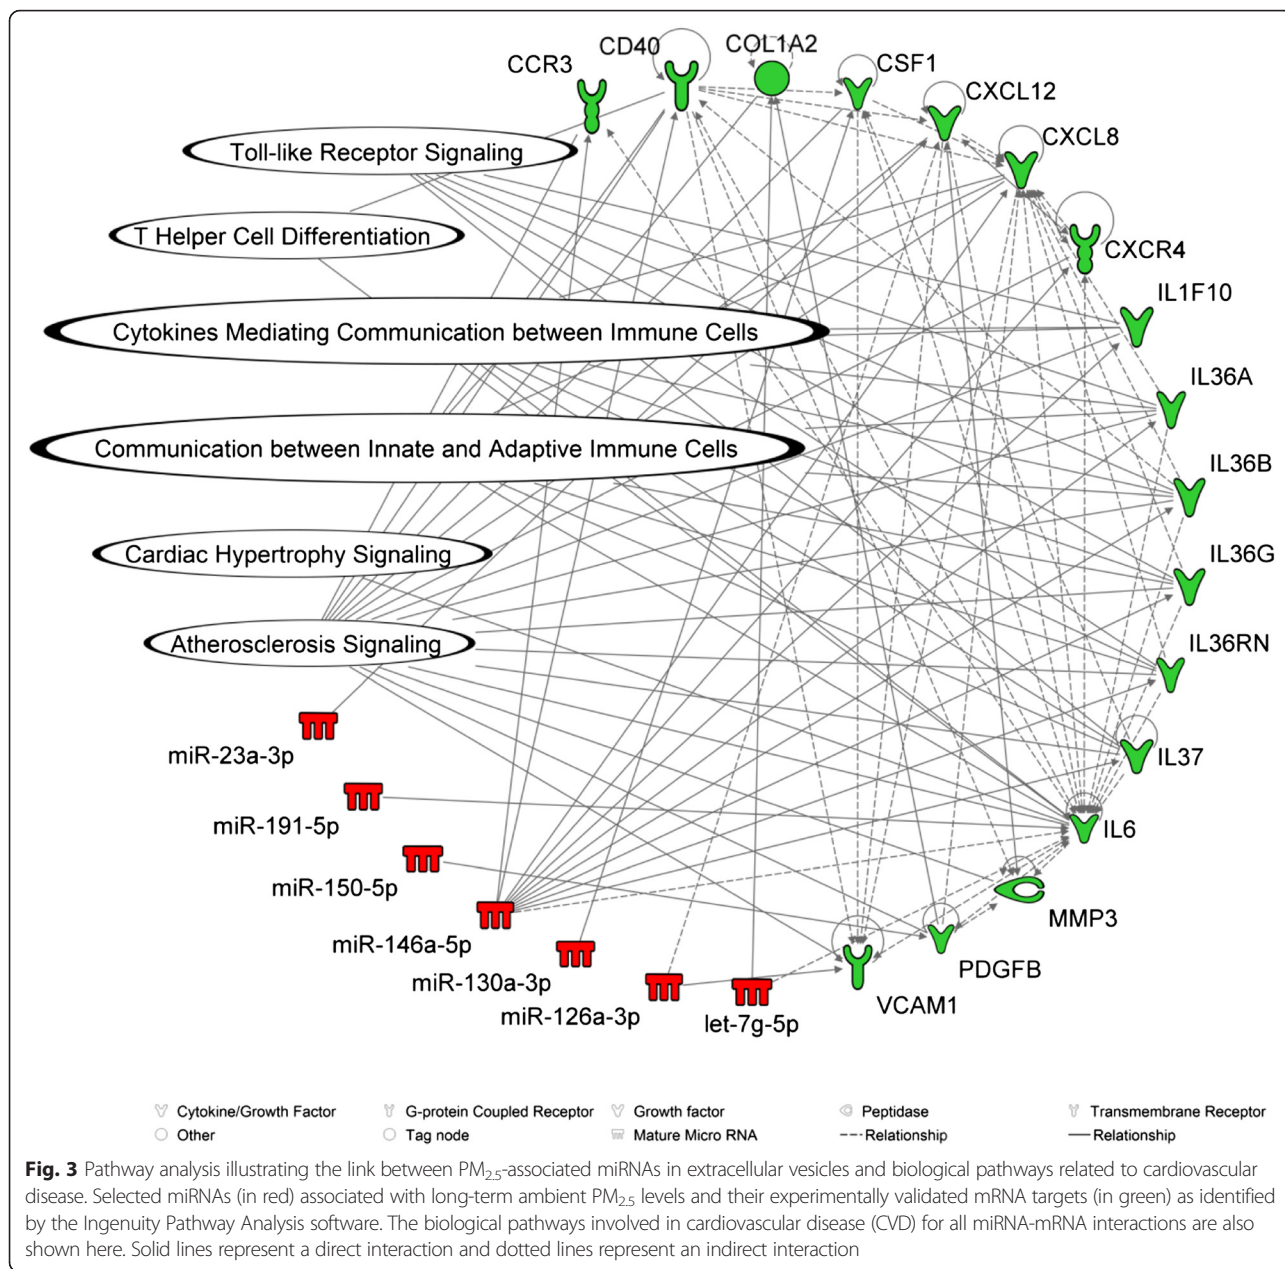 CD40
COL1A2
CCR3
CSF1
CXCL12
CXCL8
Toll-like Receptor Signaling
T Helper Cell Differentiation
CXCR4
IL1F10
Cytokines Mediating Communication between Immune Cells
IL36A
Communication between Innate and Adaptive Immune Cells
IL36B
Cardiac Hypertrophy Signaling
IL36G
Atherosclerosis Signaling
IL36RN
miR-23a-3p
IL37
miR-191-5p
IL6
miR-150-5p
MMP3
miR-146a-5p
PDGFB
miR-130a-3p
VCAM1
miR-126a-3p
let-7g-5p
Cytokine/Growth Factor G-protein Coupled Receptor Growth factor Peptidase Transmembrane Receptor
Other Tag node Mature Micro RNA Relationship Relationship
Fig. 3 Pathway analysis illustrating the link between PM2.5-associated miRNAs in extracellular vesicles and biological pathways related to cardiovascular
disease. Selected miRNAs (in red) associated with long-term ambient PM2.5 levels and their experimentally validated mRNA targets (in green) as identified
by the Ingenuity Pathway Analysis software. The biological pathways involved in cardiovascular disease (CVD) for all miRNA-mRNA interactions are also
shown here. Solid lines represent a direct interaction and dotted lines represent an indirect interaction